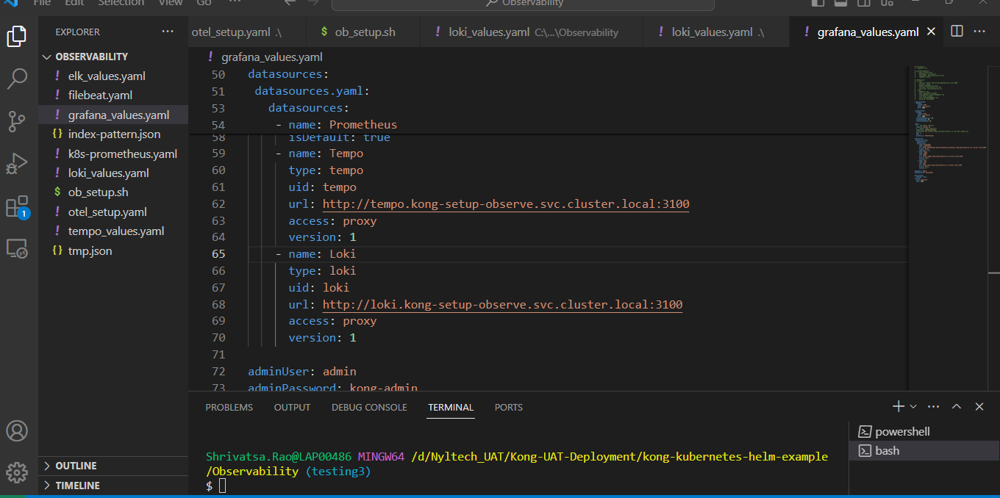 File Edit Selection View Go ···
Observability
EXPLORER ···
otel_setup.yaml .\
$ ob_setup.sh
! loki_values.yaml C:\...\Observability
! loki_values.yaml .\
! grafana_values.yaml
OBSERVABILITY
! elk_values.yaml
! filebeat.yaml
! grafana_values.yaml
{} index-pattern.json
! k8s-prometheus.yaml
! loki_values.yaml
$ ob_setup.sh
! otel_setup.yaml
! tempo_values.yaml
{} tmp.json
1
OUTLINE
TIMELINE
! grafana_values.yaml
50 datasources:
51 datasources.yaml:
53 datasources:
54 - name: Prometheus
58 isDefault: true
59 - name: Tempo
60 type: tempo
61 uid: tempo
62 url: http://tempo.kong-setup-observe.svc.cluster.local:3100
63 access: proxy
64 version: 1
65 - name: Loki
66 type: loki
67 uid: loki
68 url: http://loki.kong-setup-observe.svc.cluster.local:3100
69 access: proxy
70 version: 1
71
72 adminUser: admin
73 adminPassword: kong-admin
PROBLEMS OUTPUT DEBUG CONSOLE TERMINAL PORTS
Shrivatsa.Rao@LAP00486 MINGW64 /d/Nyltech_UAT/Kong-UAT-Deployment/kong-kubernetes-helm-example
/Observability (testing3)
$
powershell
bash